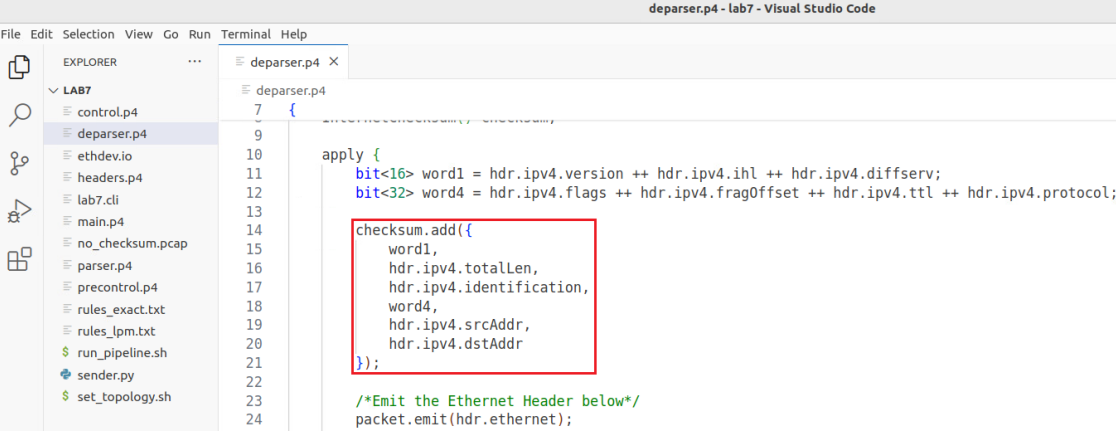 deparser.p4 - lab7 - Visual Studio Code
File Edit Selection View Go Run Terminal Help
EXPLORER ...
LAB7
control.p4
deparser.p4
ethdev.io
headers.p4
lab7.cli
main.p4
no_checksum.pcap
parser.p4
precontrol.p4
rules_exact.txt
rules_lpm.txt
$ run_pipeline.sh
sender.py
$ set_topology.sh
deparser.p4 ×
deparser.p4
7 {
9
10 apply {
11 bit<16> word1 = hdr.ipv4.version ++ hdr.ipv4.ihl ++ hdr.ipv4.diffserv;
12 bit<32> word4 = hdr.ipv4.flags ++ hdr.ipv4.fragOffset ++ hdr.ipv4.ttl ++ hdr.ipv4.protocol;
13
14 checksum.add({
15 word1,
16 hdr.ipv4.totalLen,
17 hdr.ipv4.identification,
18 word4,
19 hdr.ipv4.srcAddr,
20 hdr.ipv4.dstAddr
21 });
22
23 /*Emit the Ethernet Header below*/
24 packet.emit(hdr.ethernet);